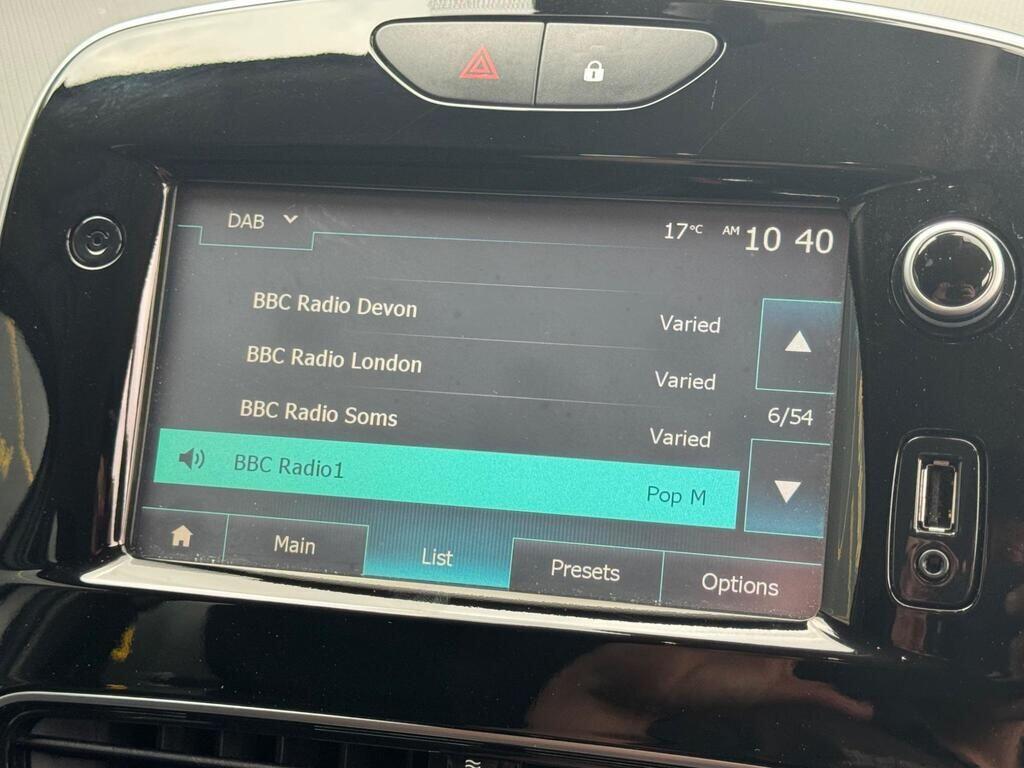 DAB
17°C AM 10 40
BBC Radio Devon Varied
BBC Radio London Varied
BBC Radio Soms Varied
6/54
BBC Radio1 Pop M
Main List Presets Options